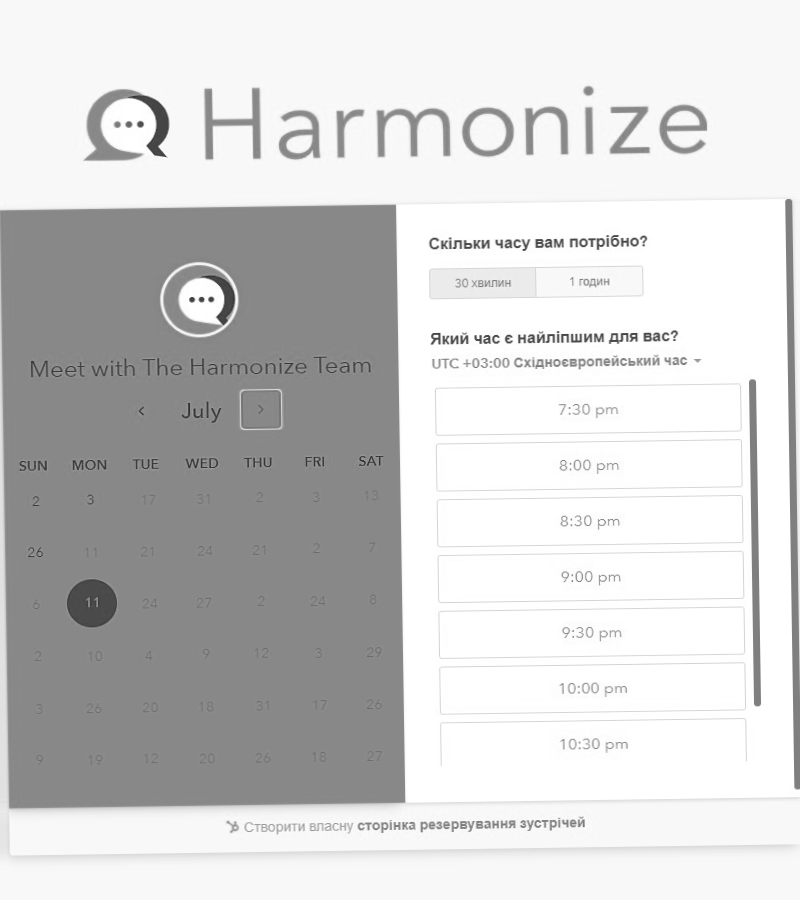 Harmonize
Meet with The Harmonize Team
July
SUN MON TUE WED THU FRI SAT
2 3 17 31 2 3 13
26 11 21 24 21 2 7
6 11 24 27 2 24 8
2 10 4 9 12 3 29
3 26 20 18 31 17 26
9 19 12 20 26 18 27
Скільки часу вам потрібно?
30 хвилин 1 годин
Який час є найліпшим для вас?
UTC +03:00 Східноєвропейський час
7:30 pm
8:00 pm
8:30 pm
9:00 pm
9:30 pm
10:00 pm
10:30 pm
Створити власну сторінка резервування зустрічей